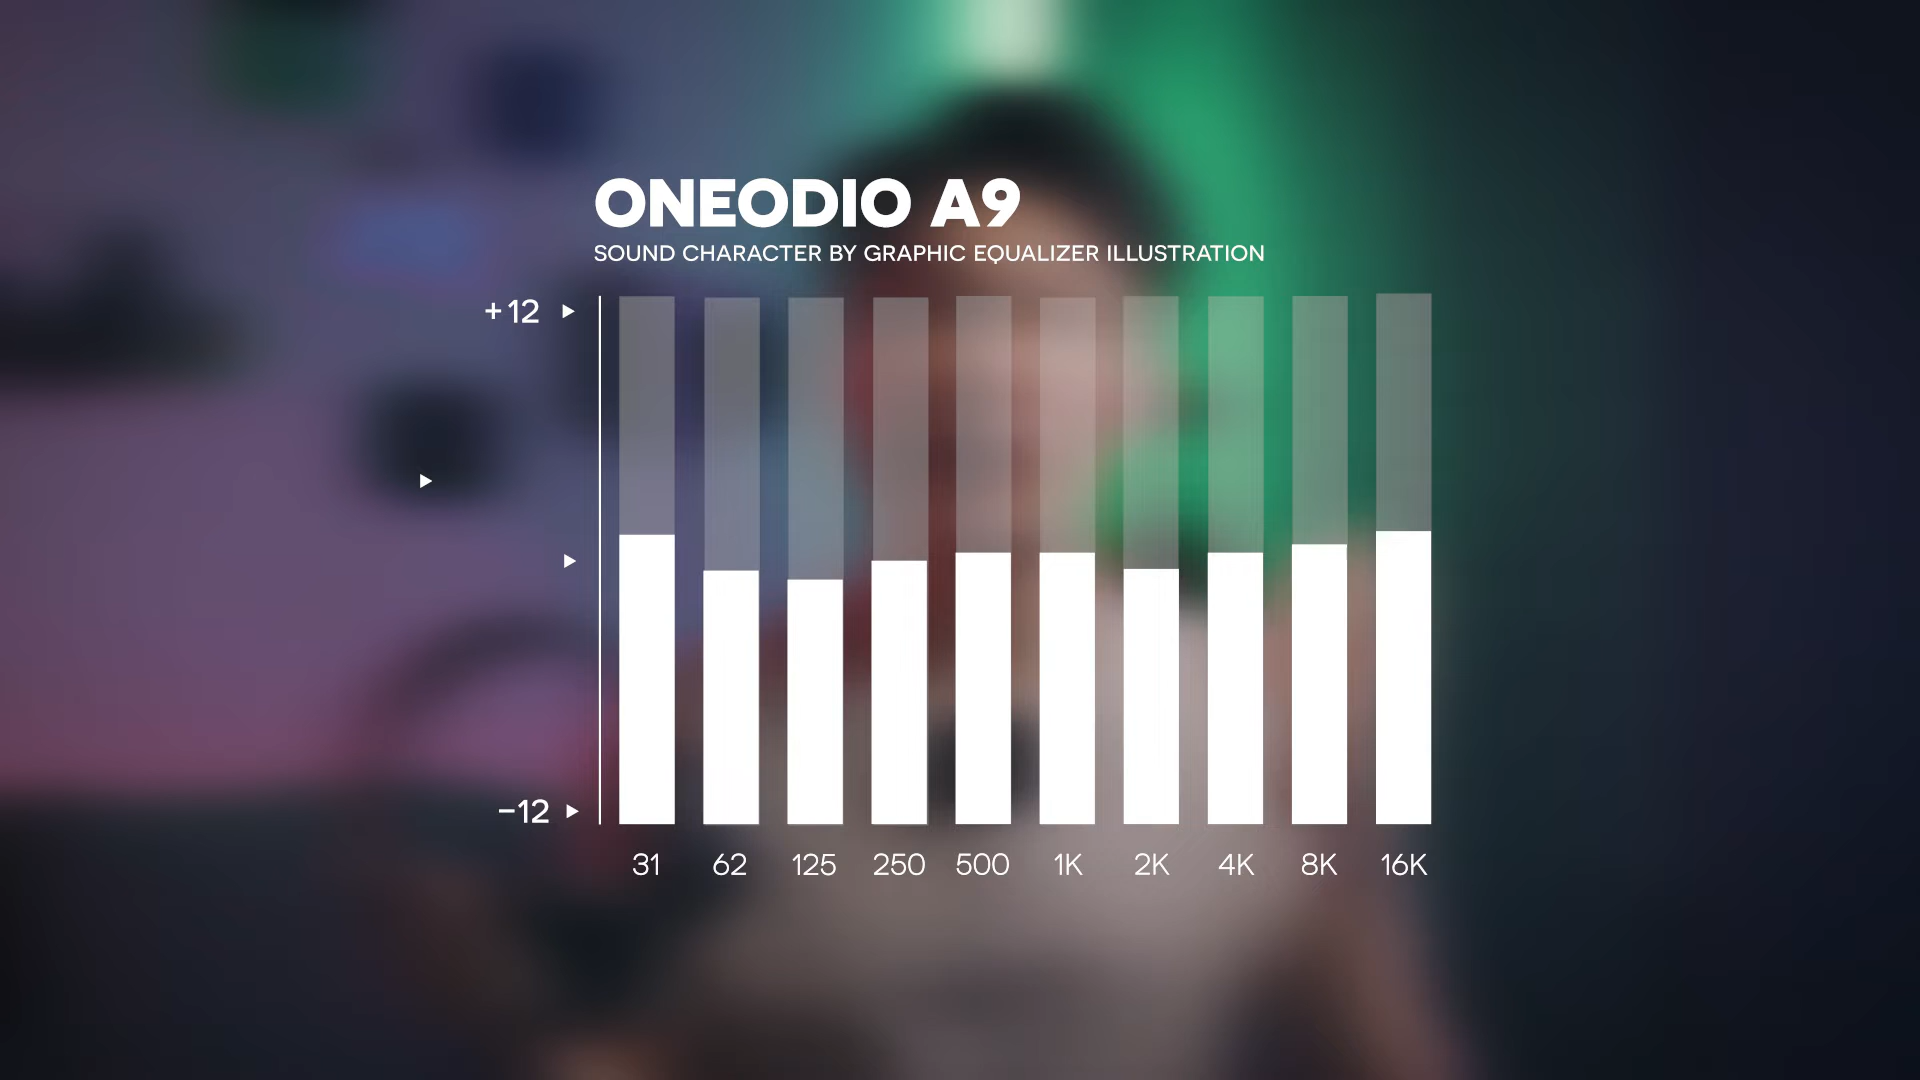 ONEODIO A9
SOUND CHARACTER BY GRAPHIC EQUALIZER ILLUSTRATION
+12
−12
31 62 125 250 500 1K 2K 4K 8K 16K